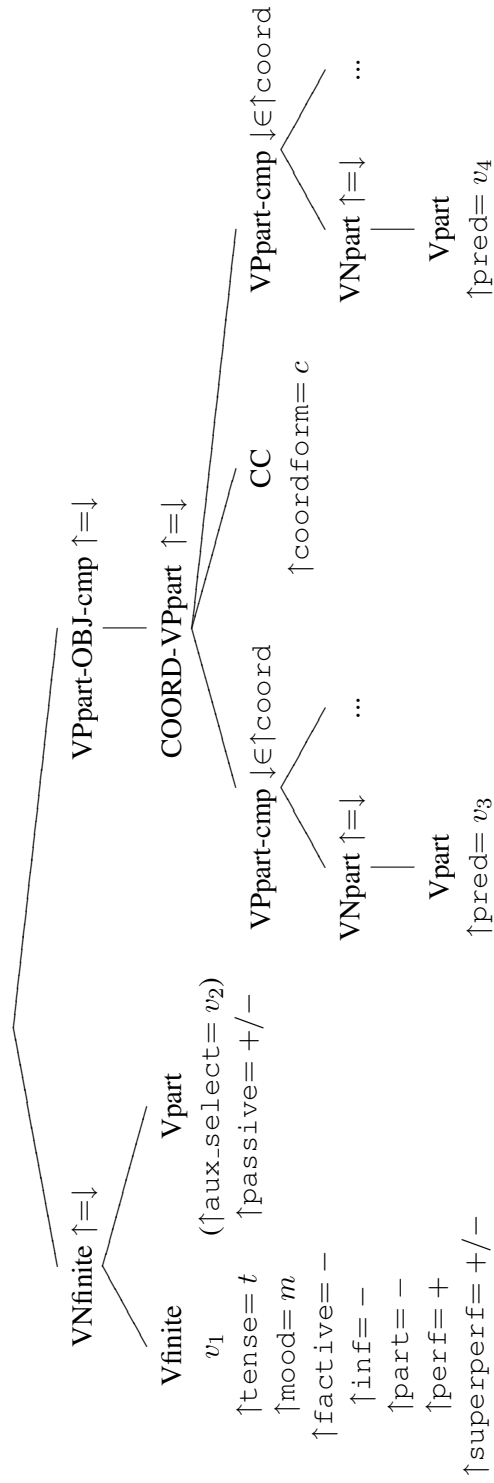 VNfinite ↑=↓
Vfinite
v₁
↑tense= t
↑mood= m
↑factive= −
↑inf= −
↑part= −
↑perf= +
↑superperf= +/−
Vpart
(↑aux_select= v₂)
↑passive= +/−
VPpart-OBJ-cmp ↑=↓
COORD-VPpart ↑=↓
VPpart-cmp ↓∈↑coord
VNpart ↑=↓
...
Vpart
↑pred= v₃
CC
↑coordform= c
VPpart-cmp ↓∈↑coord
VNpart ↑=↓
...
Vpart
↑pred= v₄